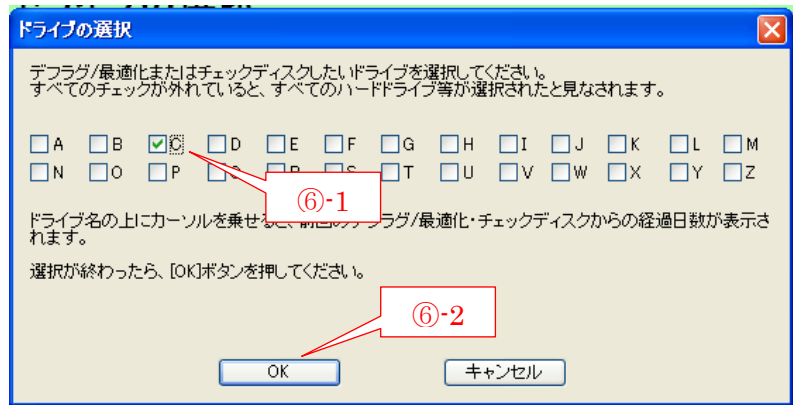 ドライブの選択
デフラグ/最適化またはチェックディスクしたいドライブを選択してください。
すべてのチェックが外れていると、すべてのハードドライブ等が選択されたと見なされます。
A B C D E F G H I J K L M
N O P T U V W X Y Z
⑥-1
ドライブ名の上にカーソルを乗せると、前回のデフラグ/最適化・チェックディスクからの経過日数が表示さ
れます。
選択が終わったら、[OK]ボタンを押してください。
⑥-2
OK キャンセル